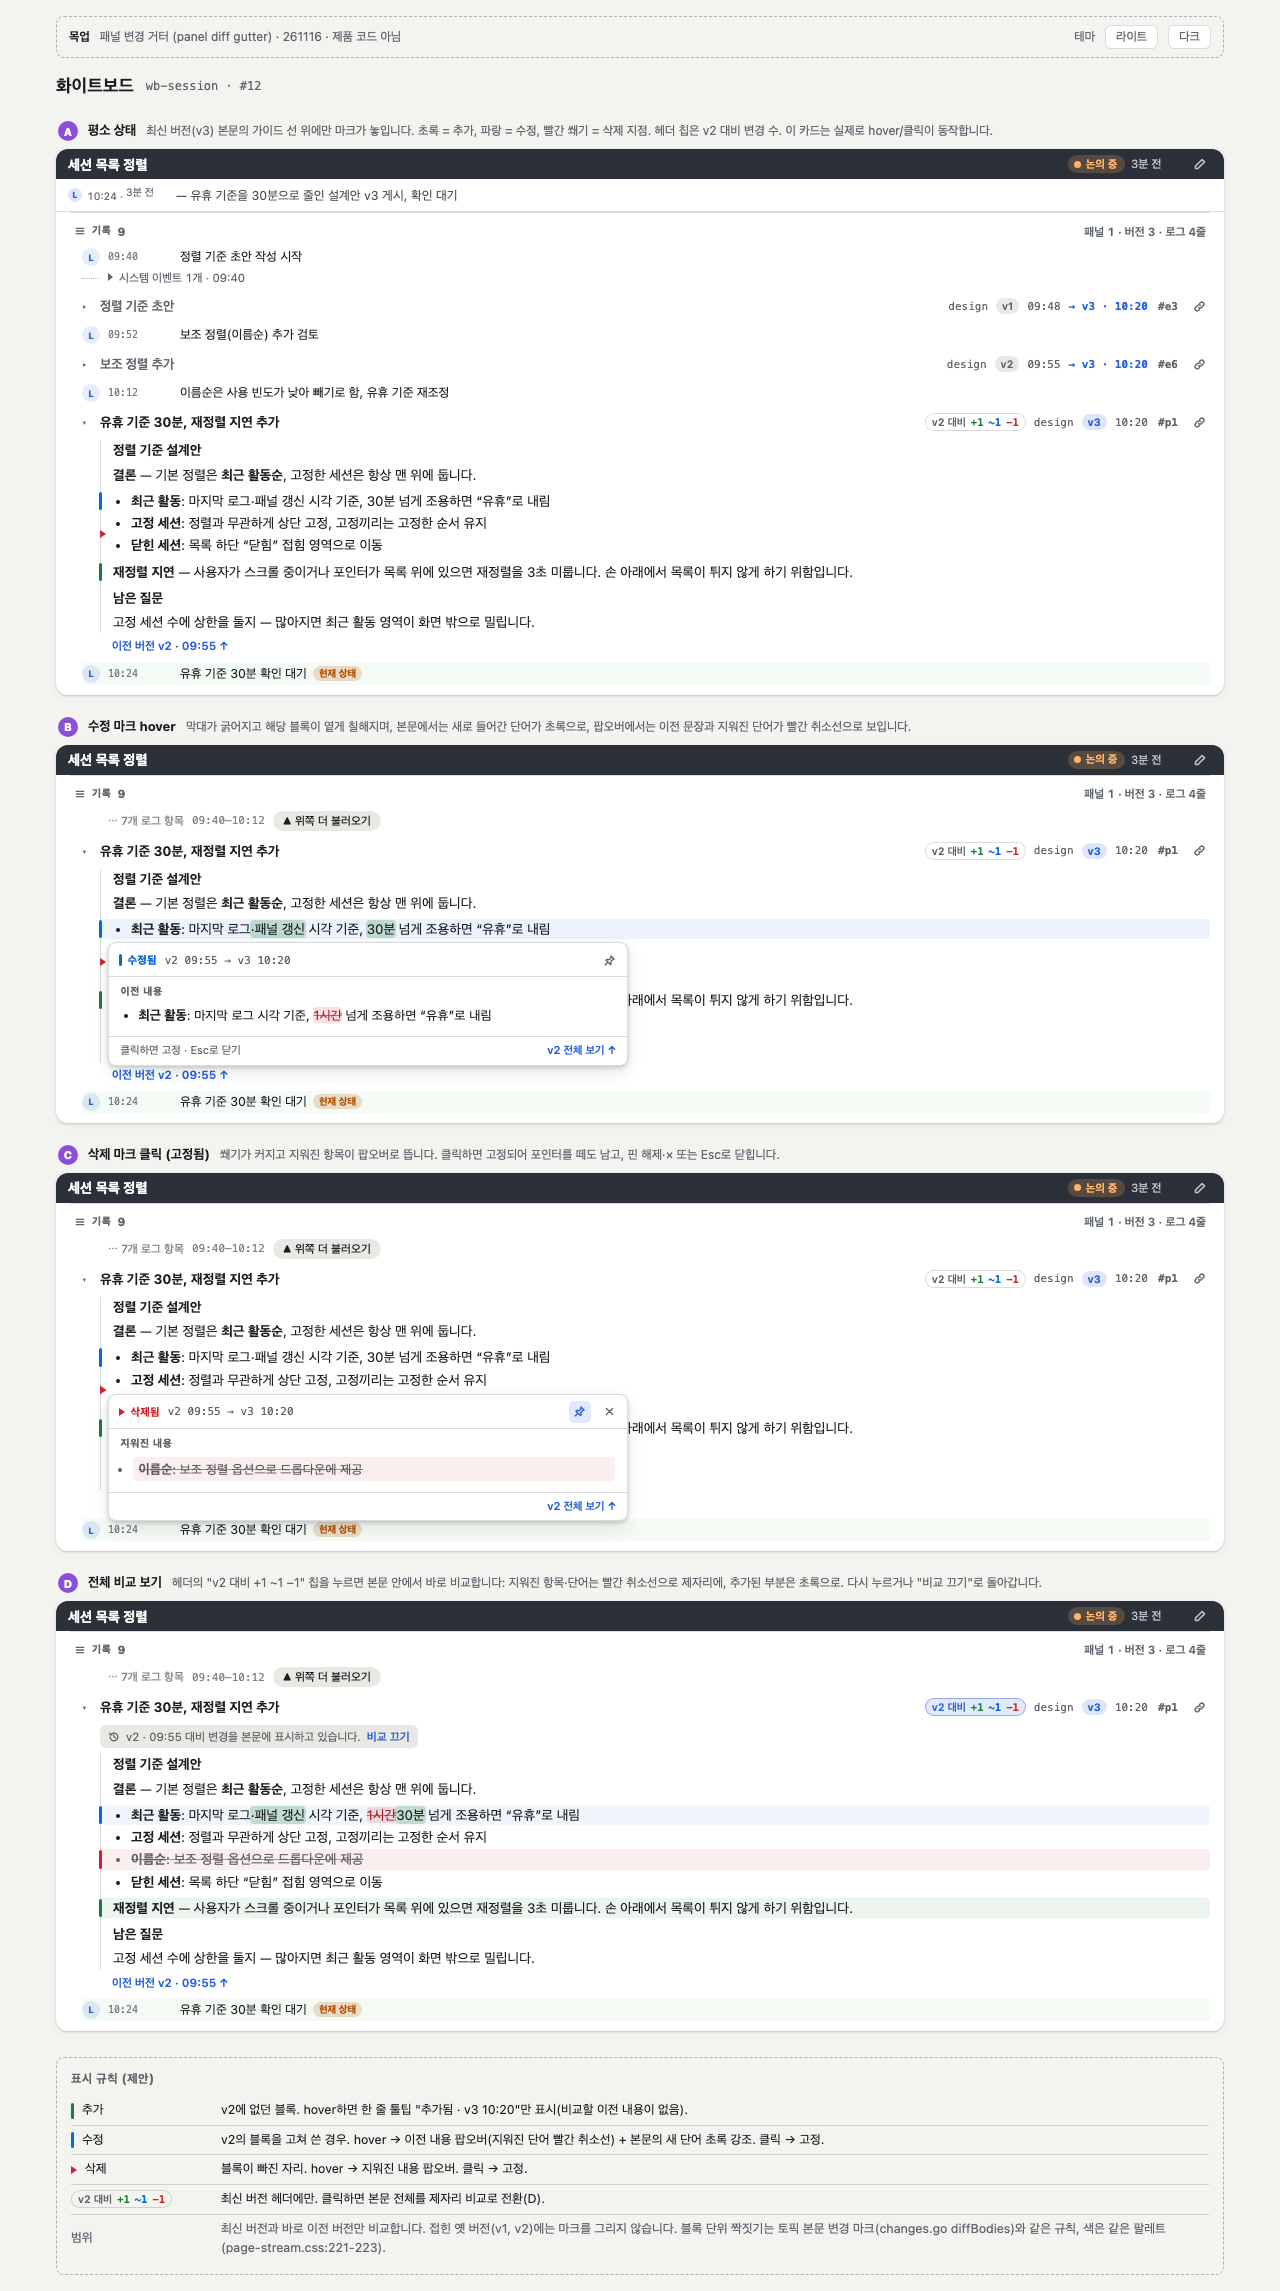 목업 패널 변경 거터 (panel diff gutter) · 261116 · 제품 코드 아님 테마 라이트 다크
화이트보드 wb-session · #12
A 평소 상태 최신 버전(v3) 본문의 가이드 선 위에만 마크가 놓입니다. 초록 = 추가, 파랑 = 수정, 빨간 쐐기 = 삭제 지점. 헤더 칩은 v2 대비 변경 수. 이 카드는 실제로 hover/클릭이 동작합니다.
세션 목록 정렬 논의 중 3분 전
L 10:24 · 3분 전 — 유휴 기준을 30분으로 줄인 설계안 v3 게시, 확인 대기
기록 9 패널 1 · 버전 3 · 로그 4줄
L 09:40 정렬 기준 초안 작성 시작
▶ 시스템 이벤트 1개 · 09:40
▸ 정렬 기준 초안 design v1 09:48 → v3 · 10:20 #e3
L 09:52 보조 정렬(이름순) 추가 검토
▸ 보조 정렬 추가 design v2 09:55 → v3 · 10:20 #e6
L 10:12 이름순은 사용 빈도가 낮아 빼기로 함, 유휴 기준 재조정
▾ 유휴 기준 30분, 재정렬 지연 추가 v2 대비 +1 ~1 −1 design v3 10:20 #p1
정렬 기준 설계안
결론 — 기본 정렬은 최근 활동순, 고정한 세션은 항상 맨 위에 둡니다.
• 최근 활동: 마지막 로그·패널 갱신 시각 기준, 30분 넘게 조용하면 “유휴”로 내림
• 고정 세션: 정렬과 무관하게 상단 고정, 고정끼리는 고정한 순서 유지
• 닫힌 세션: 목록 하단 “닫힘” 접힘 영역으로 이동
재정렬 지연 — 사용자가 스크롤 중이거나 포인터가 목록 위에 있으면 재정렬을 3초 미룹니다. 손 아래에서 목록이 튀지 않게 하기 위함입니다.
남은 질문
고정 세션 수에 상한을 둘지 — 많아지면 최근 활동 영역이 화면 밖으로 밀립니다.
이전 버전 v2 · 09:55 ↑
L 10:24 유휴 기준 30분 확인 대기 현재 상태
B 수정 마크 hover 막대가 굵어지고 해당 블록이 옅게 칠해지며, 본문에서는 새로 들어간 단어가 초록으로, 팝오버에서는 이전 문장과 지워진 단어가 빨간 취소선으로 보입니다.
세션 목록 정렬 논의 중 3분 전
기록 9 패널 1 · 버전 3 · 로그 4줄
⋯ 7개 로그 항목 09:40–10:12 ▲ 위쪽 더 불러오기
▾ 유휴 기준 30분, 재정렬 지연 추가 v2 대비 +1 ~1 −1 design v3 10:20 #p1
정렬 기준 설계안
결론 — 기본 정렬은 최근 활동순, 고정한 세션은 항상 맨 위에 둡니다.
• 최근 활동: 마지막 로그·패널 갱신 시각 기준, 30분 넘게 조용하면 “유휴”로 내림
수정됨 v2 09:55 → v3 10:20
이전 내용
아래에서 목록이 튀지 않게 하기 위함입니다.
• 최근 활동: 마지막 로그 시각 기준, 1시간 넘게 조용하면 “유휴”로 내림
클릭하면 고정 · Esc로 닫기 v2 전체 보기 ↑
이전 버전 v2 · 09:55 ↑
L 10:24 유휴 기준 30분 확인 대기 현재 상태
C 삭제 마크 클릭 (고정됨) 쐐기가 커지고 지워진 항목이 팝오버로 뜹니다. 클릭하면 고정되어 포인터를 떼도 남고, 핀 해제·× 또는 Esc로 닫힙니다.
세션 목록 정렬 논의 중 3분 전
기록 9 패널 1 · 버전 3 · 로그 4줄
⋯ 7개 로그 항목 09:40–10:12 ▲ 위쪽 더 불러오기
▾ 유휴 기준 30분, 재정렬 지연 추가 v2 대비 +1 ~1 −1 design v3 10:20 #p1
정렬 기준 설계안
결론 — 기본 정렬은 최근 활동순, 고정한 세션은 항상 맨 위에 둡니다.
• 최근 활동: 마지막 로그·패널 갱신 시각 기준, 30분 넘게 조용하면 “유휴”로 내림
• 고정 세션: 정렬과 무관하게 상단 고정, 고정끼리는 고정한 순서 유지
삭제됨 v2 09:55 → v3 10:20 ✕
아래에서 목록이 튀지 않게 하기 위함입니다.
지워진 내용
• 이름순: 보조 정렬 옵션으로 드롭다운에 제공
v2 전체 보기 ↑
L 10:24 유휴 기준 30분 확인 대기 현재 상태
D 전체 비교 보기 헤더의 "v2 대비 +1 ~1 −1" 칩을 누르면 본문 안에서 바로 비교합니다: 지워진 항목·단어는 빨간 취소선으로 제자리에, 추가된 부분은 초록으로. 다시 누르거나 "비교 끄기"로 돌아갑니다.
세션 목록 정렬 논의 중 3분 전
기록 9 패널 1 · 버전 3 · 로그 4줄
⋯ 7개 로그 항목 09:40–10:12 ▲ 위쪽 더 불러오기
▾ 유휴 기준 30분, 재정렬 지연 추가 v2 대비 +1 ~1 −1 design v3 10:20 #p1
v2 · 09:55 대비 변경을 본문에 표시하고 있습니다. 비교 끄기
정렬 기준 설계안
결론 — 기본 정렬은 최근 활동순, 고정한 세션은 항상 맨 위에 둡니다.
• 최근 활동: 마지막 로그·패널 갱신 시각 기준, 1시간30분 넘게 조용하면 “유휴”로 내림
• 고정 세션: 정렬과 무관하게 상단 고정, 고정끼리는 고정한 순서 유지
• 이름순: 보조 정렬 옵션으로 드롭다운에 제공
• 닫힌 세션: 목록 하단 “닫힘” 접힘 영역으로 이동
재정렬 지연 — 사용자가 스크롤 중이거나 포인터가 목록 위에 있으면 재정렬을 3초 미룹니다. 손 아래에서 목록이 튀지 않게 하기 위함입니다.
남은 질문
고정 세션 수에 상한을 둘지 — 많아지면 최근 활동 영역이 화면 밖으로 밀립니다.
이전 버전 v2 · 09:55 ↑
L 10:24 유휴 기준 30분 확인 대기 현재 상태
표시 규칙 (제안)
추가 v2에 없던 블록. hover하면 한 줄 툴팁 "추가됨 · v3 10:20"만 표시(비교할 이전 내용이 없음).
수정 v2의 블록을 고쳐 쓴 경우. hover → 이전 내용 팝오버(지워진 단어 빨간 취소선) + 본문의 새 단어 초록 강조. 클릭 → 고정.
삭제 블록이 빠진 자리. hover → 지워진 내용 팝오버. 클릭 → 고정.
v2 대비 +1 ~1 −1 최신 버전 헤더에만. 클릭하면 본문 전체를 제자리 비교로 전환(D).
범위 최신 버전과 바로 이전 버전만 비교합니다. 접힌 옛 버전(v1, v2)에는 마크를 그리지 않습니다. 블록 단위 짝짓기는 토픽 본문 변경 마크(changes.go diffBodies)와 같은 규칙, 색은 같은 팔레트
(page-stream.css:221-223).